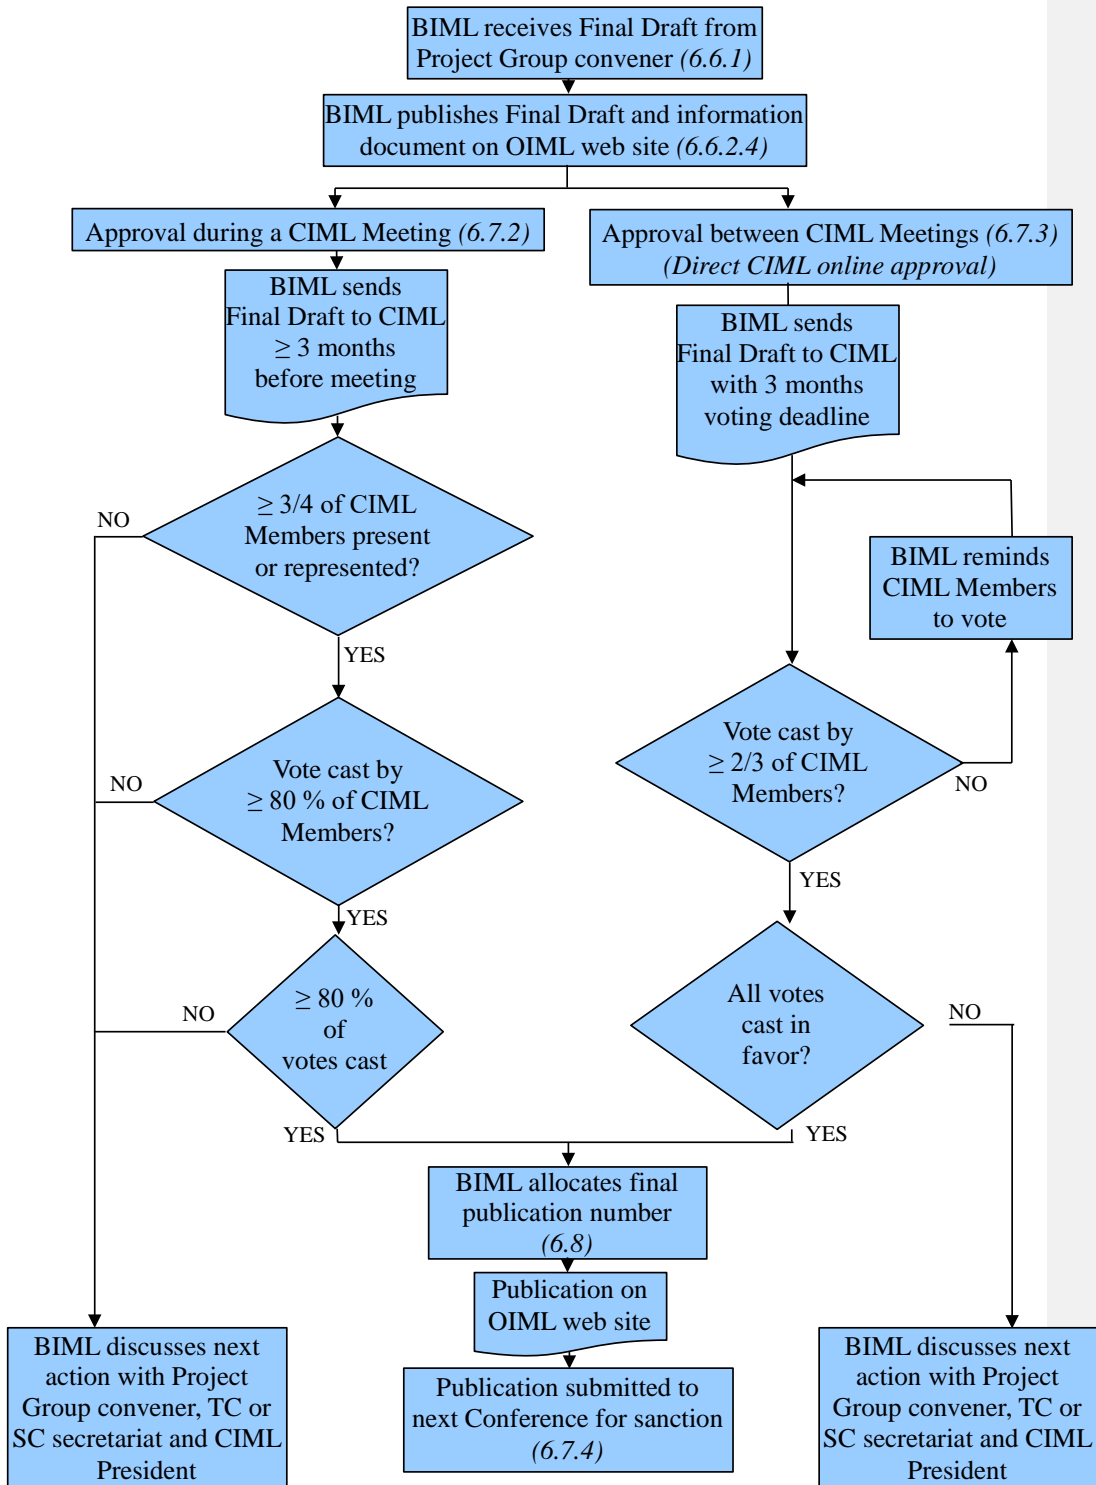 BIML receives Final Draft from
Project Group convener (6.6.1)
BIML publishes Final Draft and information
document on OIML web site (6.6.2.4)
Approval during a CIML Meeting (6.7.2)
Approval between CIML Meetings (6.7.3)
(Direct CIML online approval)
BIML sends
Final Draft to CIML
≥ 3 months
before meeting
BIML sends
Final Draft to CIML
with 3 months
voting deadline
≥ 3/4 of CIML
Members present
or represented?
NO
YES
BIML reminds
CIML Members
to vote
Vote cast by
≥ 80 % of CIML
Members?
NO
YES
Vote cast by
≥ 2/3 of CIML
Members?
NO
YES
≥ 80 %
of
votes cast
NO
YES
All votes
cast in
favor?
NO
YES
BIML allocates final
publication number
(6.8)
Publication on
OIML web site
Publication submitted to
next Conference for sanction
(6.7.4)
BIML discusses next
action with Project
Group convener, TC or
SC secretariat and CIML
President
BIML discusses next
action with Project
Group convener, TC or
SC secretariat and CIML
President